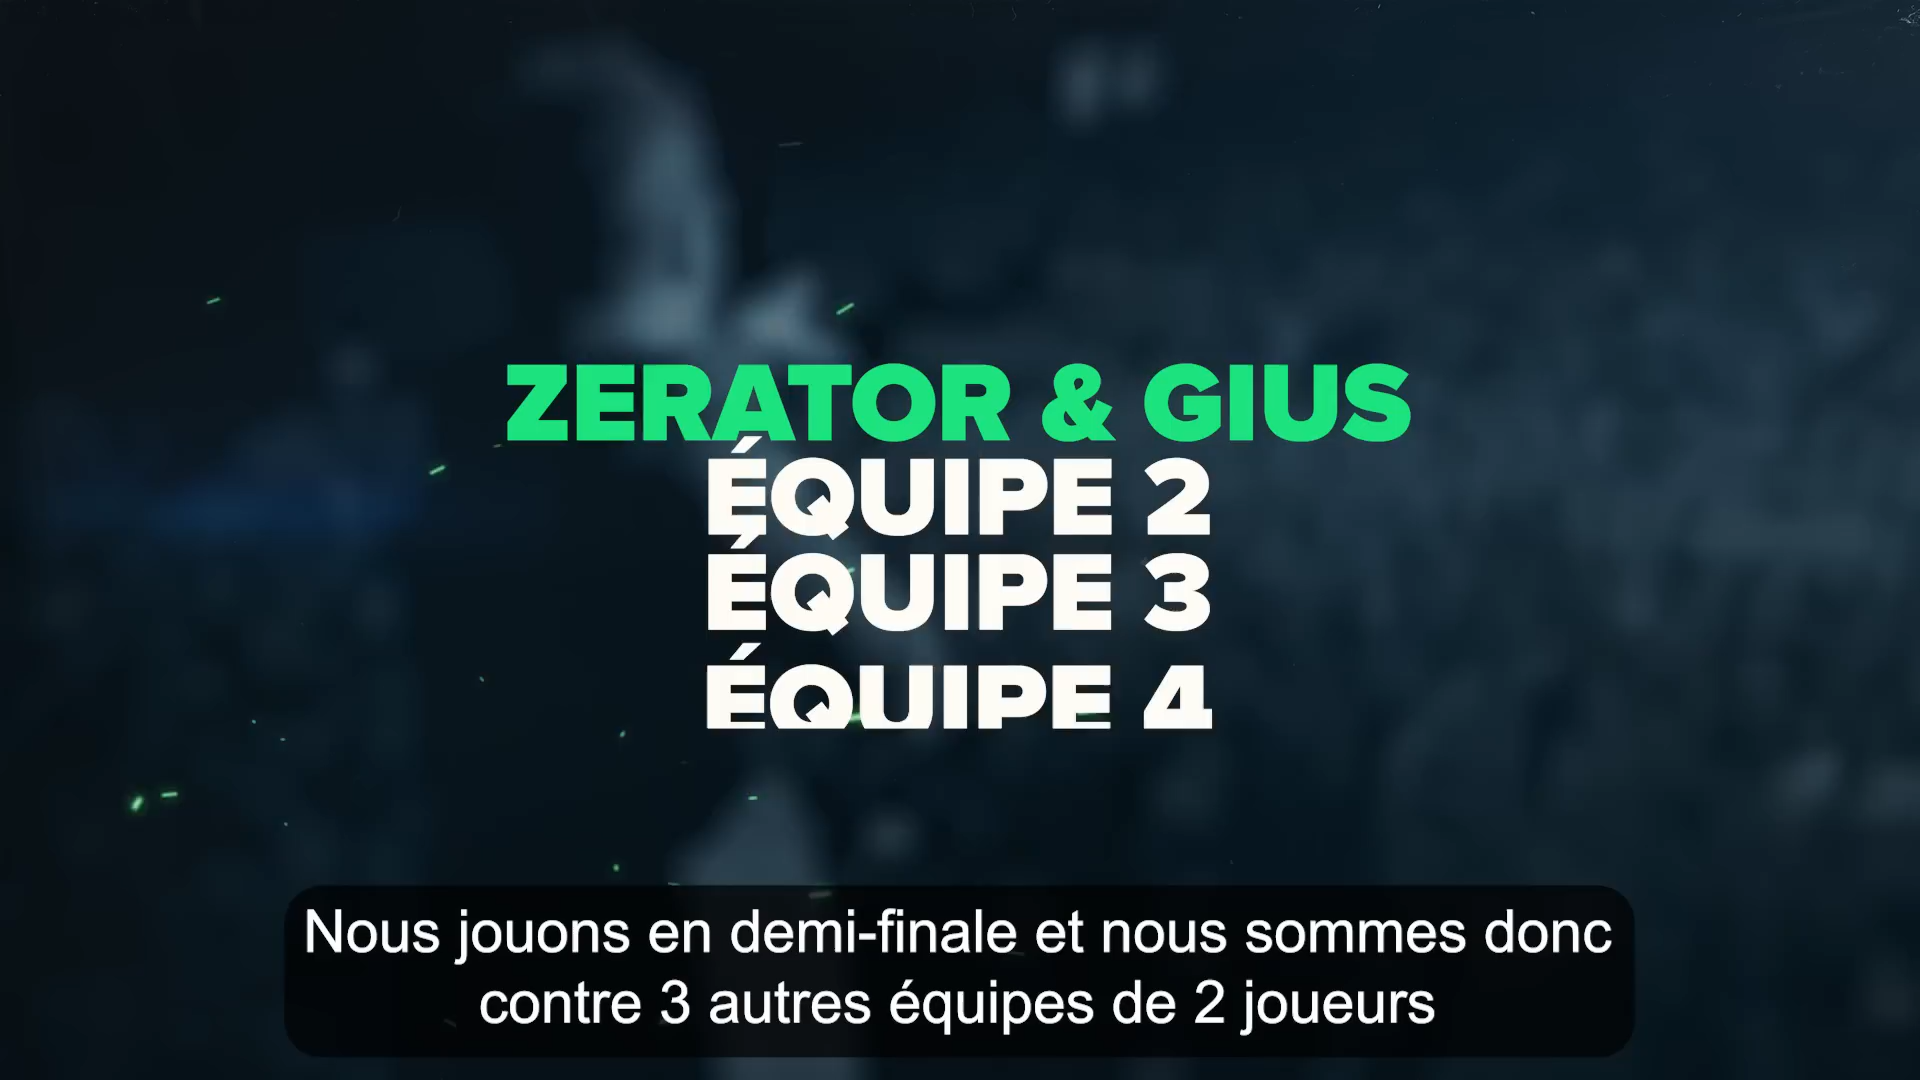 ZERATOR & GIUS
ÉQUIPE 2
ÉQUIPE 3
ÉQUIPE 4
Nous jouons en demi-finale et nous sommes donc
contre 3 autres équipes de 2 joueurs